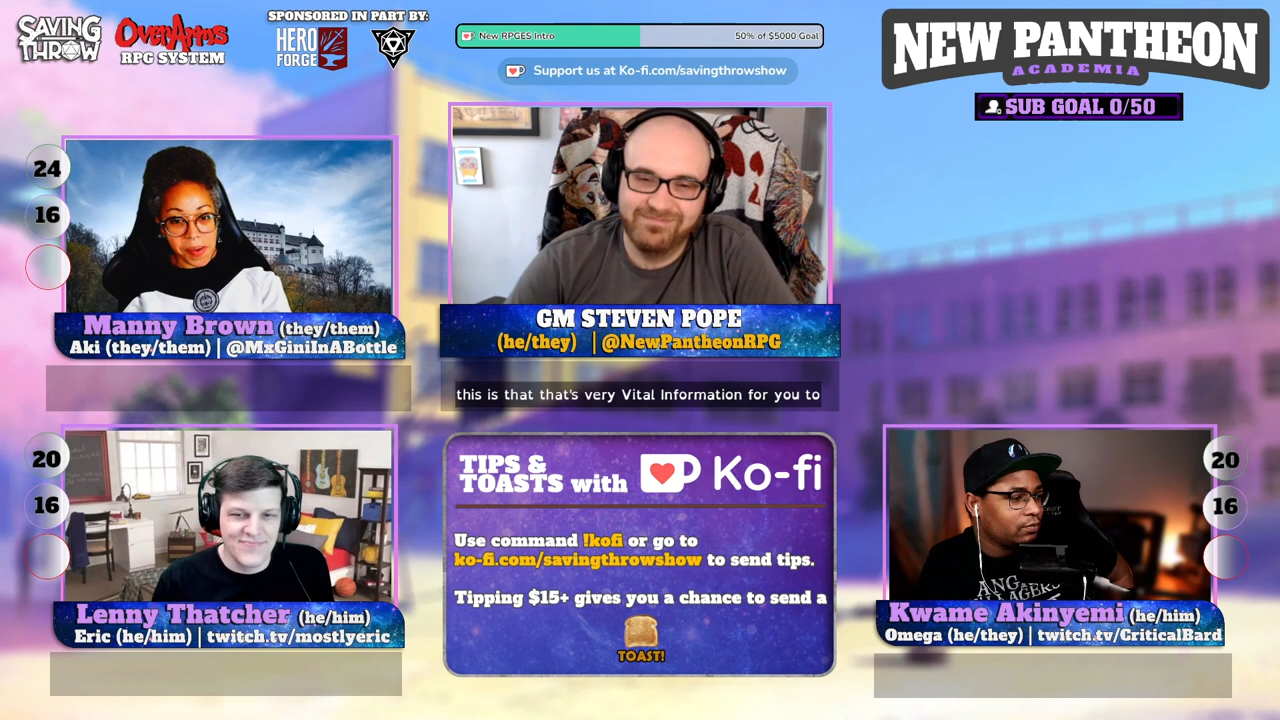 SAVING
THROW
OVERARMS
RPG SYSTEM
SPONSORED IN PART BY:
HERO
FORGE
New RPGES Intro
50% of $5000 Goal
Support us at Ko-fi.com/savingthrowshow
NEW PANTHEON
ACADEMIA
SUB GOAL 0/50
24
16
Manny Brown (they/them)
Aki (they/them) | @MxGiniInABottle
GM STEVEN POPE
(he/they) | @NewPantheonRPG
this is that that's very Vital Information for you to
20
16
Lenny Thatcher (he/him)
Eric (he/him) | twitch.tv/mostlyeric
TIPS &
TOASTS with
Ko-fi
Use command !kofi or go to
ko-fi.com/savingthrowshow to send tips.
Tipping $15+ gives you a chance to send a
TOAST!
20
16
Kwame Akinyemi (he/him)
Omega (he/they) | twitch.tv/CriticalBard